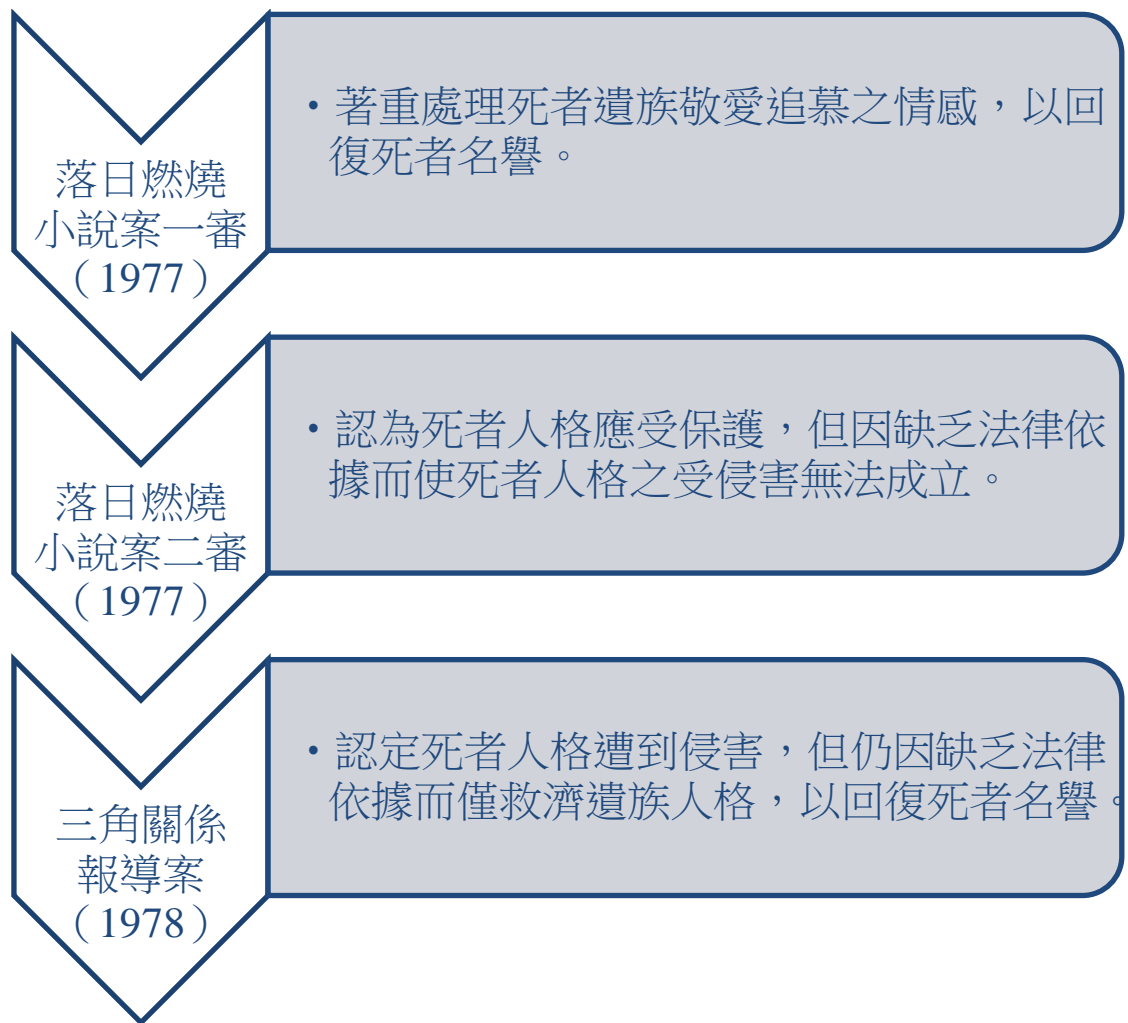 落日燃燒
小說案一審
（1977）
•著重處理死者遺族敬愛追慕之情感，以回
復死者名譽。
落日燃燒
小說案二審
（1977）
•認為死者人格應受保護，但因缺乏法律依
據而使死者人格之受侵害無法成立。
三角關係
報導案
（1978）
•認定死者人格遭到侵害，但仍因缺乏法律
依據而僅救濟遺族人格，以回復死者名譽。